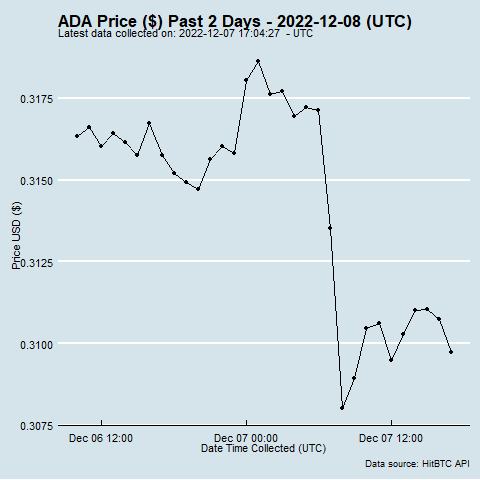 ADA Price ($) Past 2 Days - 2022-12-08 (UTC)
Latest data collected on: 2022-12-07 17:04:27  - UTC
Price USD ($)
0.3175
0.3150
0.3125
0.3100
0.3075
Dec 06 12:00
Dec 07 00:00
Dec 07 12:00
Date Time Collected (UTC)
Data source: HitBTC API